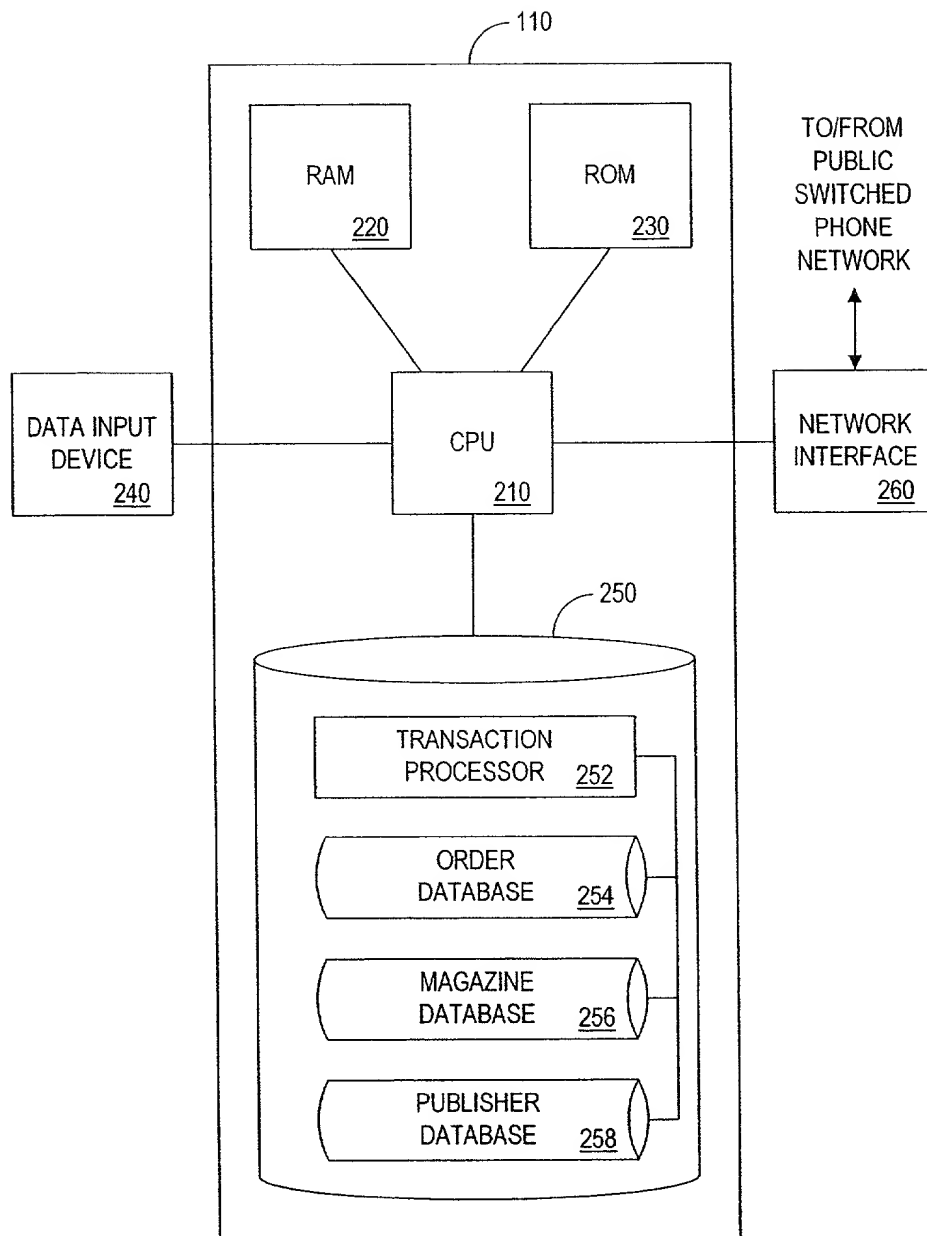 110
RAM
220
ROM
230
TO/FROM
PUBLIC
SWITCHED
PHONE
NETWORK
DATA INPUT
DEVICE
240
CPU
210
NETWORK
INTERFACE
260
250
TRANSACTION
PROCESSOR 252
ORDER
DATABASE 254
MAGAZINE
DATABASE 256
PUBLISHER
DATABASE 258